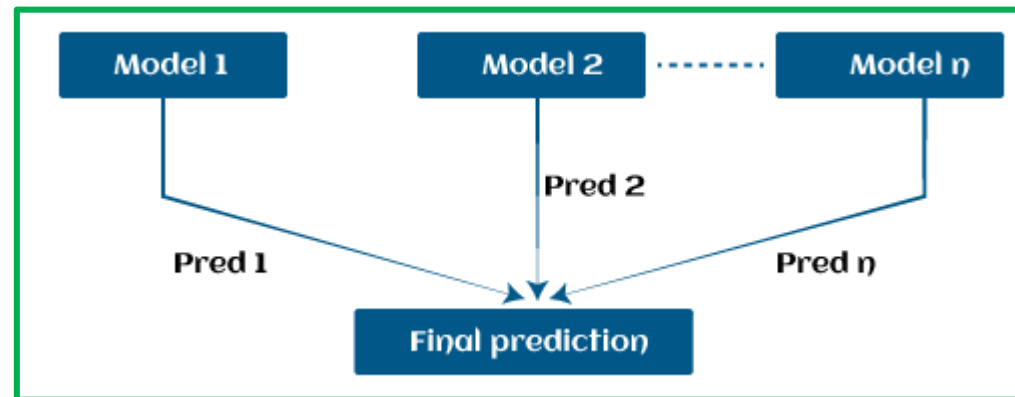 Model 1
Model 2
Model n
Pred 2
Pred 1
Pred n
Final prediction